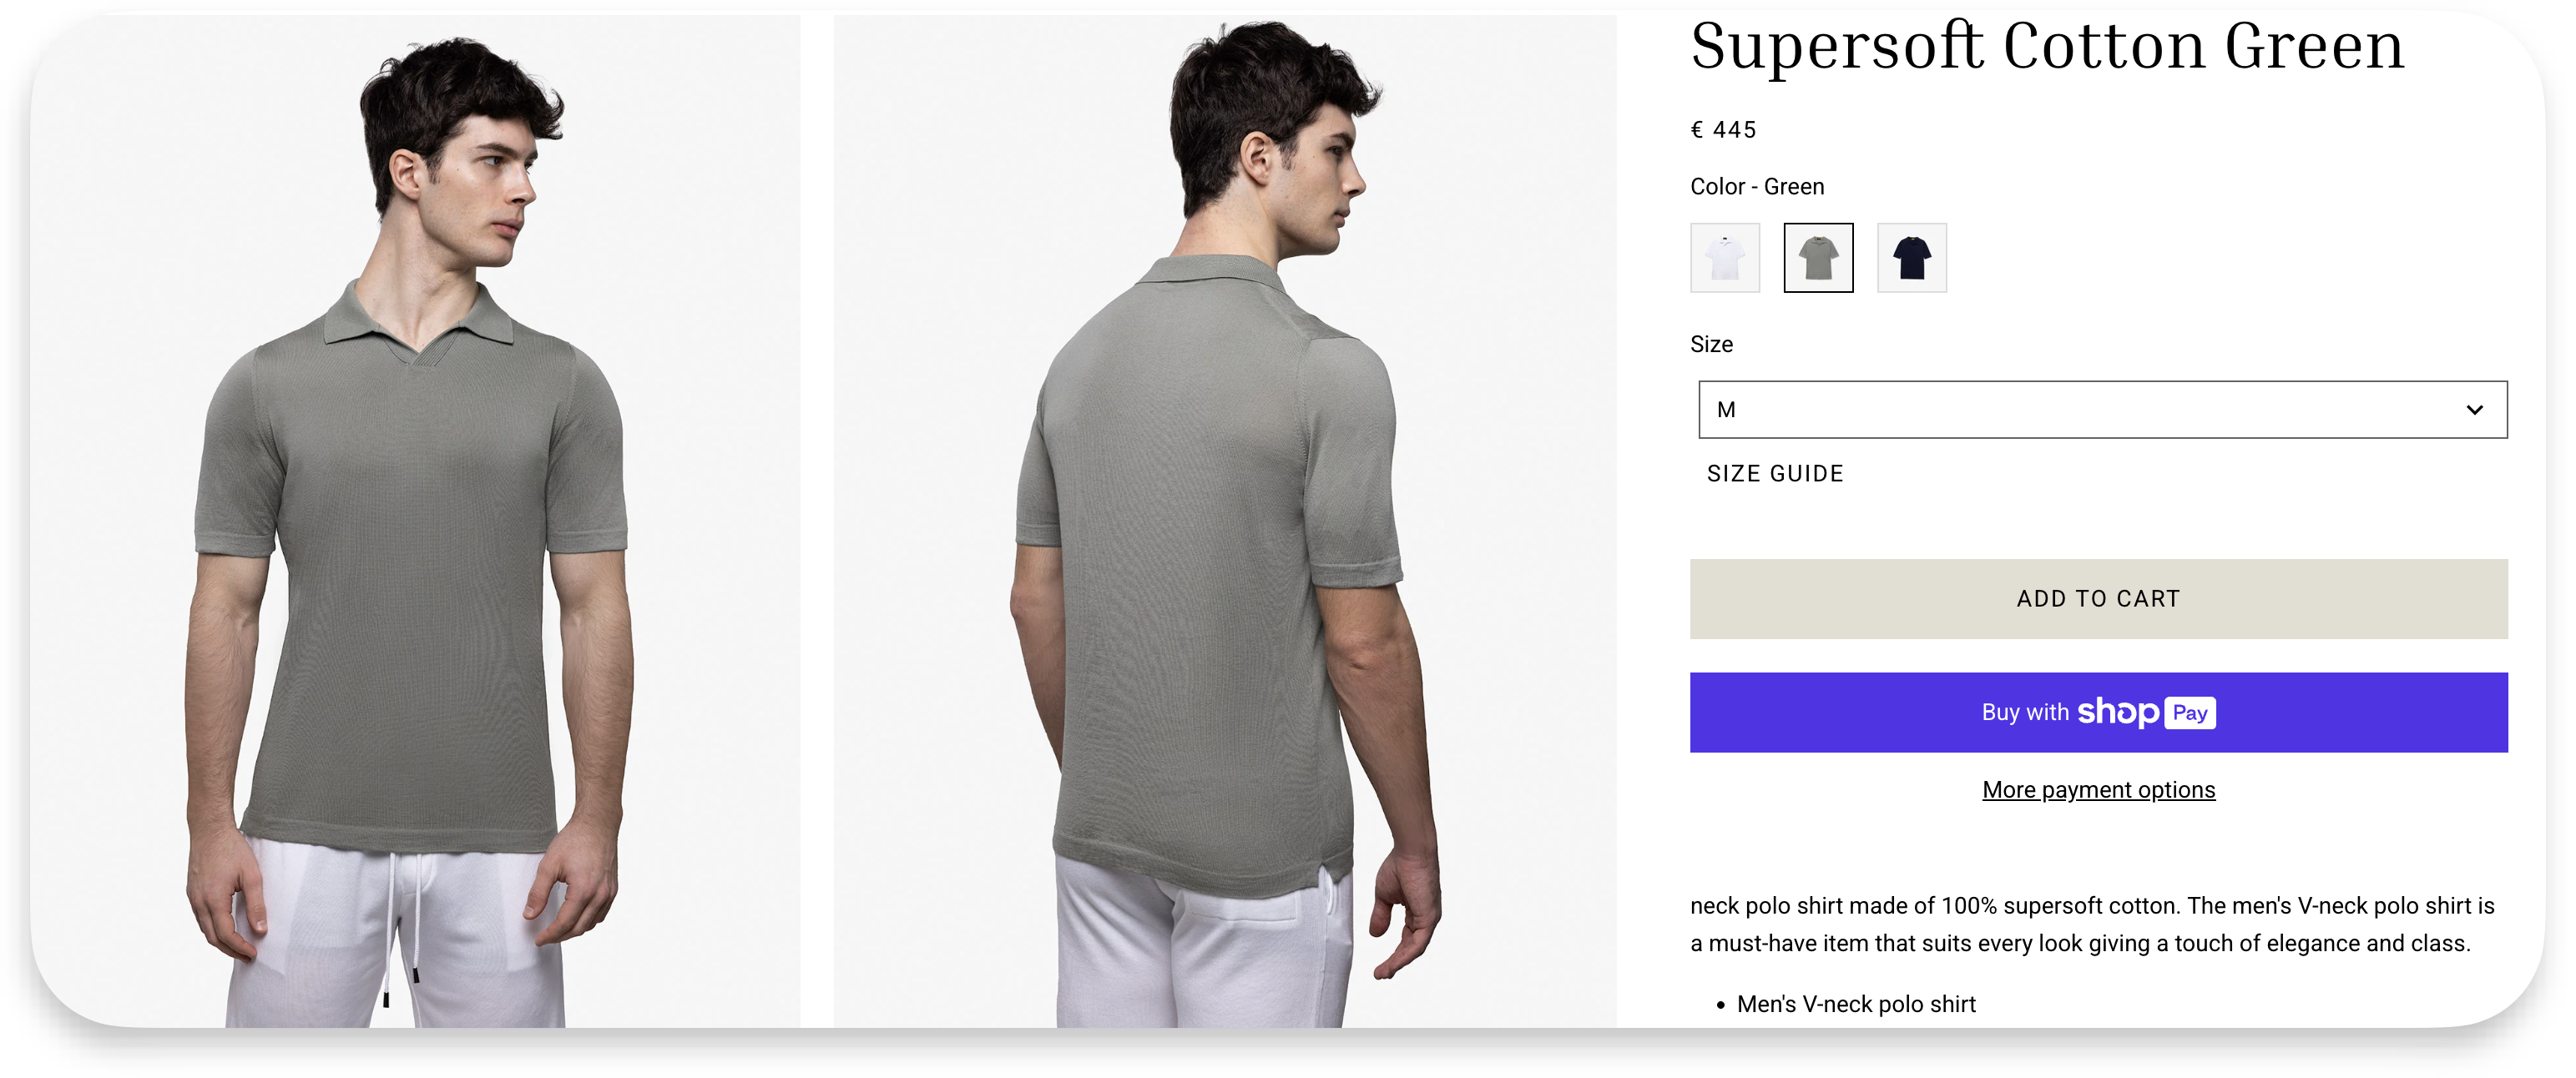 Supersoft Cotton Green
€ 445
Color - Green
Size
M
SIZE GUIDE
ADD TO CART
Buy with shop Pay
More payment options
neck polo shirt made of 100% supersoft cotton. The men's V-neck polo shirt is
a must-have item that suits every look giving a touch of elegance and class.
• Men's V-neck polo shirt